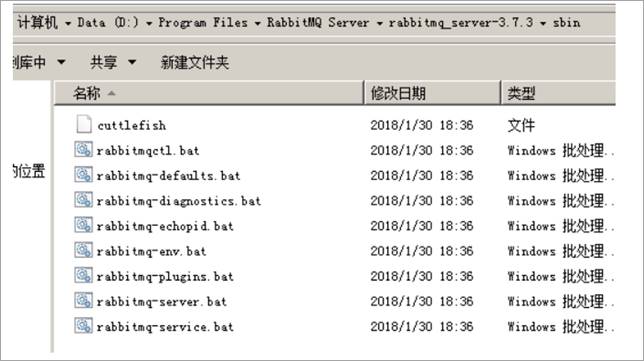 计算机 ▾ Data (D:) ▾ Program Files ▾ RabbitMQ Server ▾ rabbitmq_server-3.7.3 ▾ sbin
到库中 ▾ 共享 ▾ 新建文件夹
名称 修改日期 类型
cuttlefish 2018/1/30 18:36 文件
rabbitmqctl.bat 2018/1/30 18:36 Windows 批处理..
的位置
rabbitmq-defaults.bat 2018/1/30 18:36 Windows 批处理..
rabbitmq-diagnostics.bat 2018/1/30 18:36 Windows 批处理..
rabbitmq-echopid.bat 2018/1/30 18:36 Windows 批处理..
rabbitmq-env.bat 2018/1/30 18:36 Windows 批处理..
rabbitmq-plugins.bat 2018/1/30 18:36 Windows 批处理..
rabbitmq-server.bat 2018/1/30 18:36 Windows 批处理..
rabbitmq-service.bat 2018/1/30 18:36 Windows 批处理..